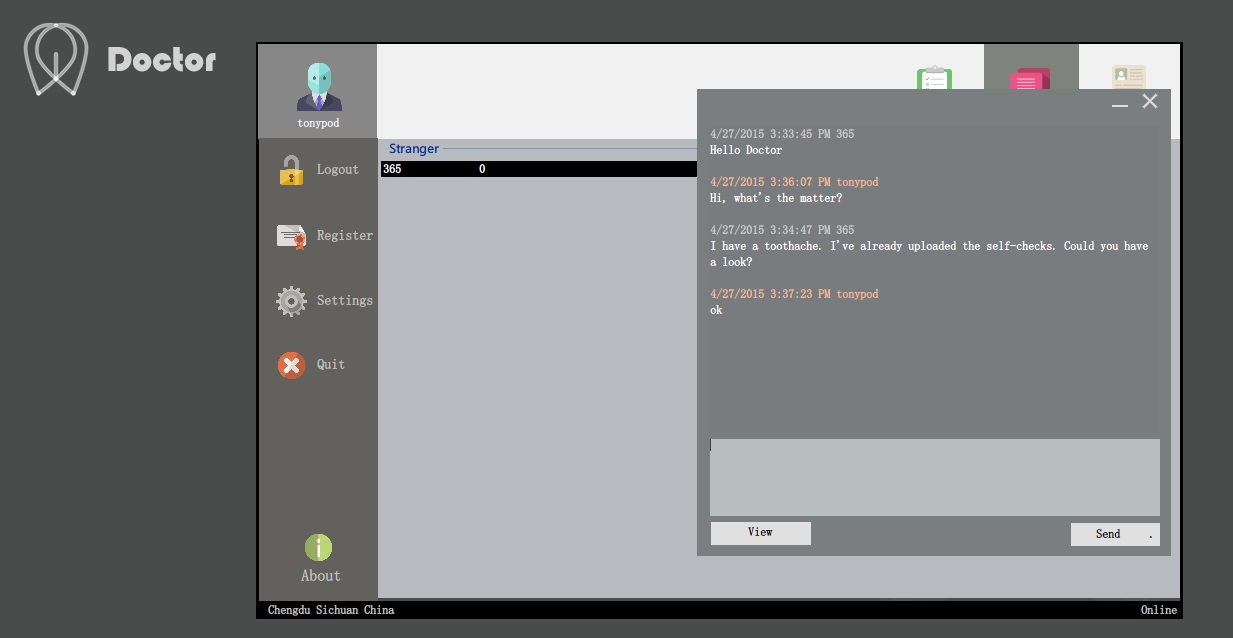 Doctor
tonypod
Logout
Register
Settings
Quit
About
Stranger
365 0
4/27/2015 3:33:45 PM 365
Hello Doctor
4/27/2015 3:36:07 PM tonypod
Hi, what's the matter?
4/27/2015 3:34:47 PM 365
I have a toothache. I've already uploaded the self-checks. Could you have
a look?
4/27/2015 3:37:23 PM tonypod
ok
View
Send .
Chengdu Sichuan China
Online